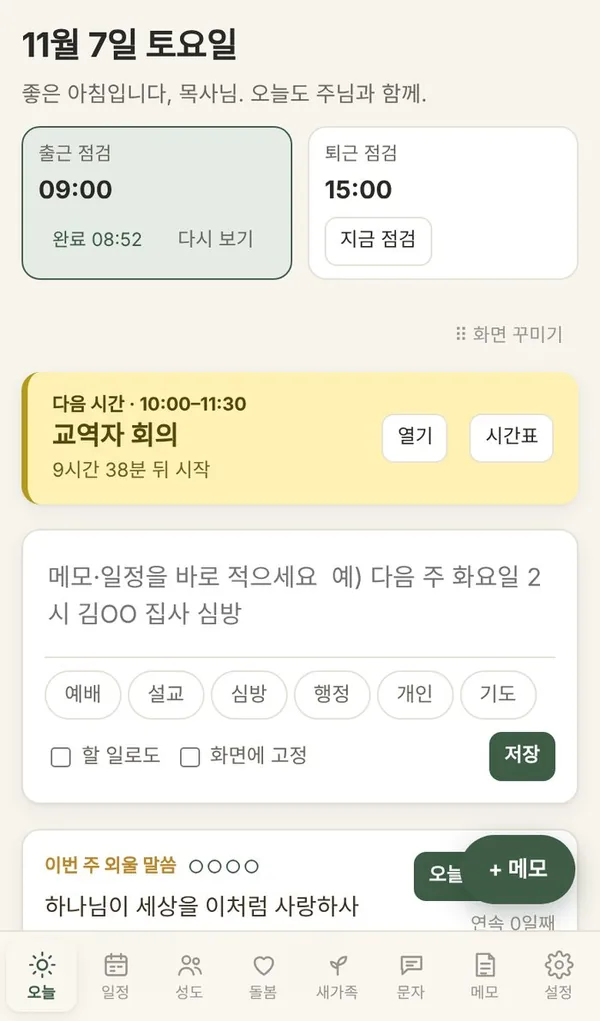 11월 7일 토요일
좋은 아침입니다, 목사님. 오늘도 주님과 함께.
출근 점검
09:00
완료 08:52 다시 보기
퇴근 점검
15:00
지금 점검
화면 꾸미기
다음 시간 · 10:00–11:30
교역자 회의
9시간 38분 뒤 시작
열기 시간표
메모·일정을 바로 적으세요 예) 다음 주 화요일 2
시 김OO 집사 심방
예배 설교 심방 행정 개인 기도
할 일로도 화면에 고정 저장
이번 주 외울 말씀 ○○○○
하나님이 세상을 이처럼 사랑하사
오늘
+ 메모
연속 0일째
오늘 일정 성도 돌봄 새가족 문자 메모 설정